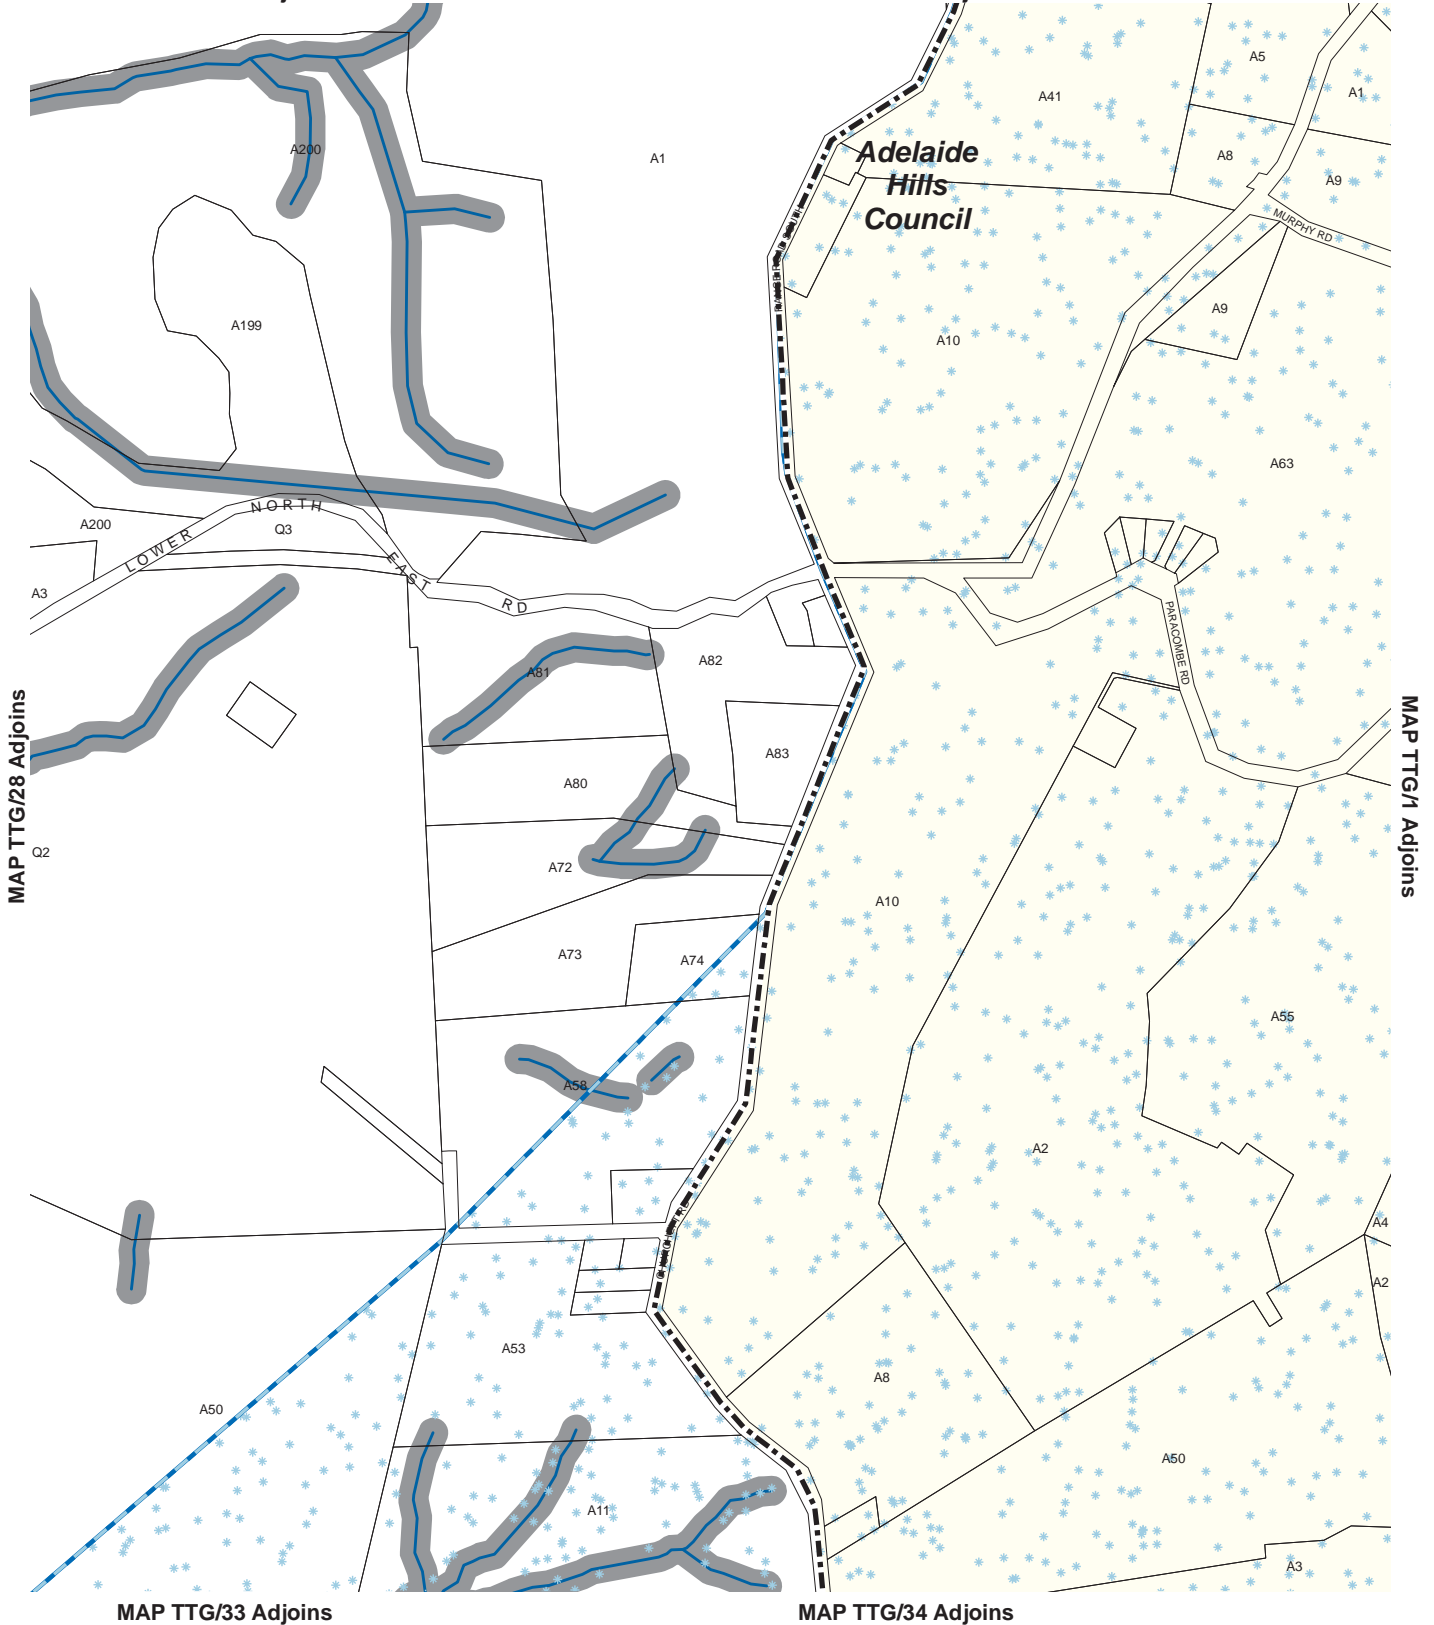 A5
A41
A1
Adelaide
Hills
Council
A200
A1
A8
A9
MURPHY RD
A9
A199
A10
A63
NORTH
A200
Q3
LOWER
EAST
A3
RD
PARACOMBE RD
A82
A81
MAP TTG/28 Adjoins
MAP TTG/1 Adjoins
A83
A80
Q2
A72
A10
A73
A74
A55
A58
A2
A4
A2
A53
A8
A50
A50
A11
A3
MAP TTG/33 Adjoins
MAP TTG/34 Adjoins